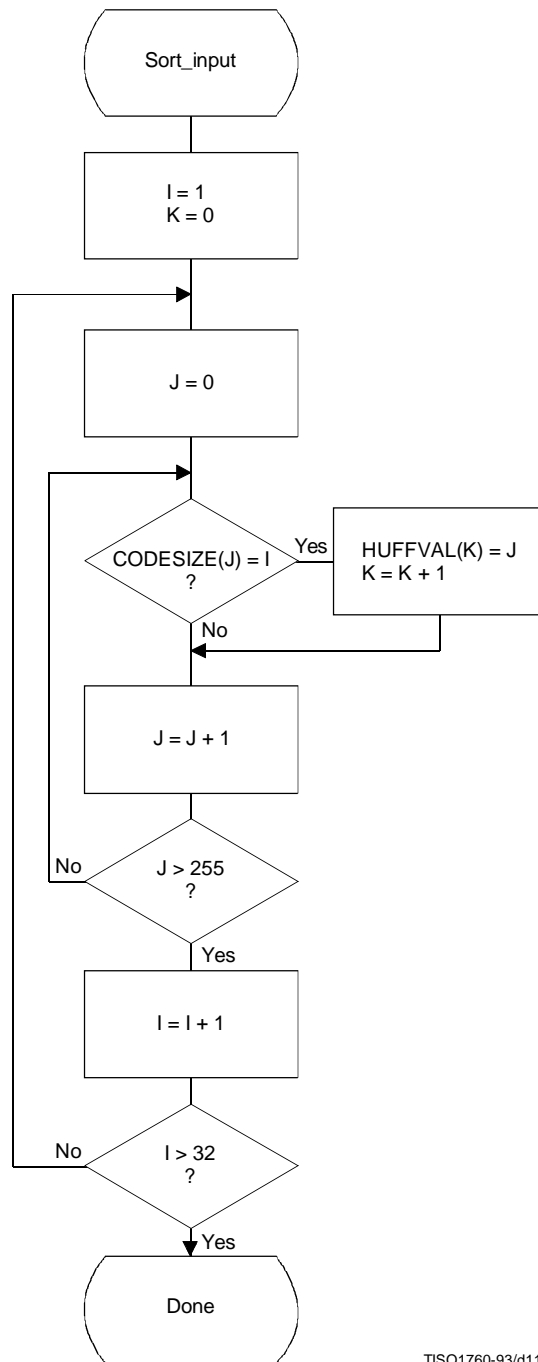 Sort_input
I = 1
K = 0
J = 0
CODESIZE(J) = I
?
Yes
HUFFVAL(K) = J
K = K + 1
No
J = J + 1
No
J > 255
?
Yes
I = I + 1
No
I > 32
?
Yes
Done